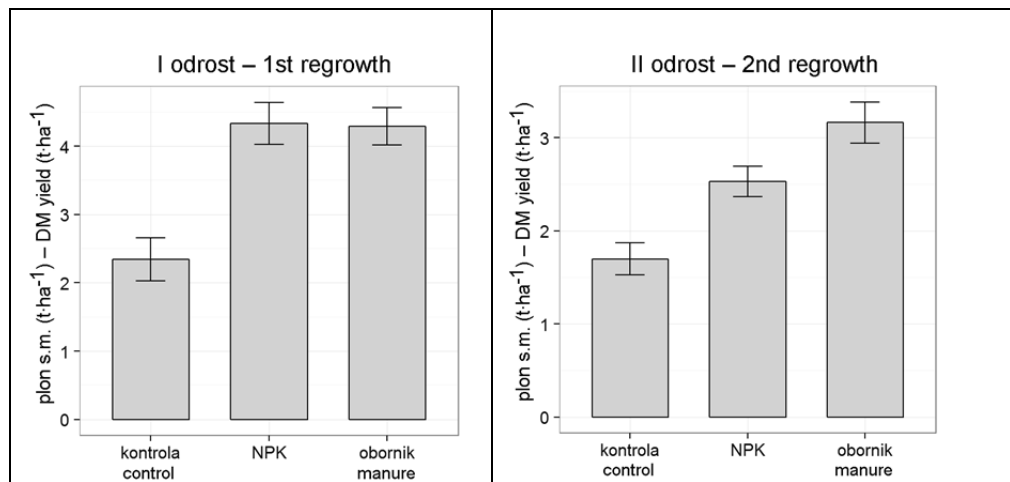 I odrost – 1st regrowth
plon s.m. (t·ha⁻¹) – DM yield (t·ha⁻¹)
4
3
2
1
0
kontrola
control
NPK
obornik
manure
II odrost – 2nd regrowth
plon s.m. (t·ha⁻¹) – DM yield (t·ha⁻¹)
3
2
1
0
kontrola
control
NPK
obornik
manure